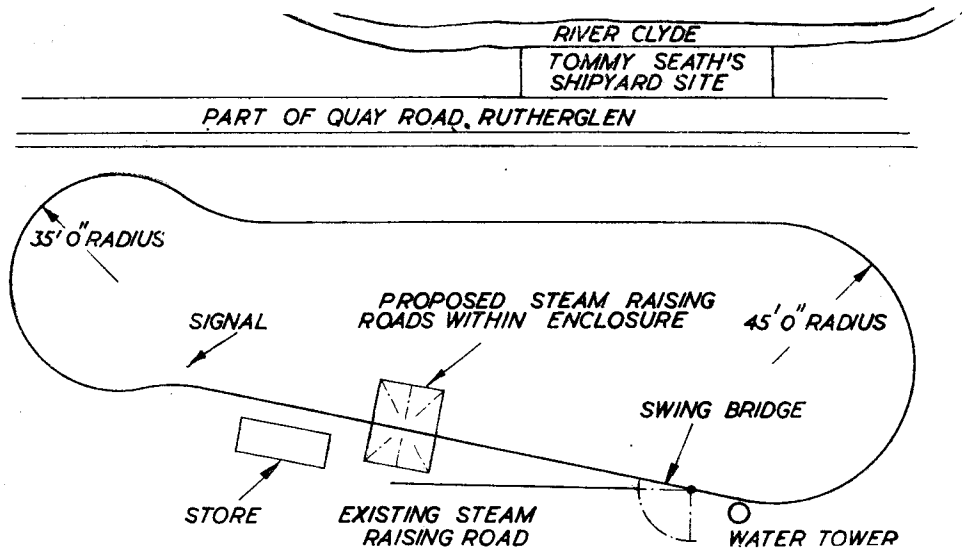 RIVER CLYDE
TOMMY SEATH'S
SHIPYARD SITE
PART OF QUAY ROAD, RUTHERGLEN
35' 0" RADIUS
PROPOSED STEAM RAISING
ROADS WITHIN ENCLOSURE
SIGNAL
45' 0" RADIUS
SWING BRIDGE
STORE
EXISTING STEAM
RAISING ROAD
WATER TOWER